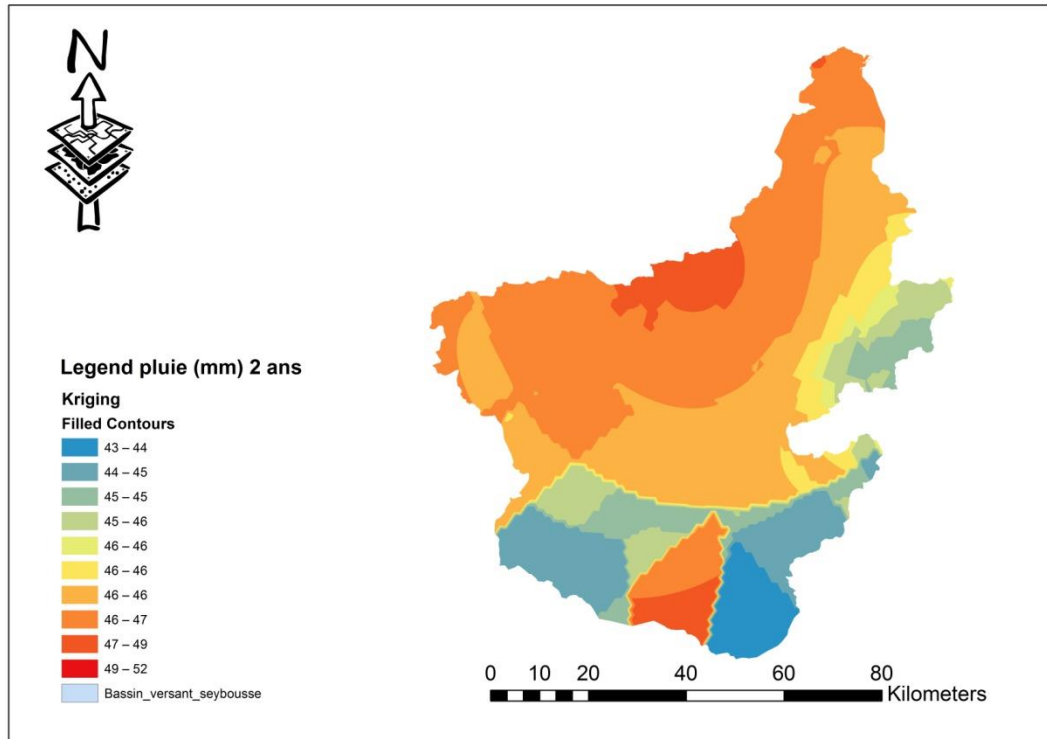 N
Legend pluie (mm) 2 ans
Kriging
Filled Contours
43 – 44
44 – 45
45 – 45
45 – 46
46 – 46
46 – 46
46 – 46
46 – 47
47 – 49
49 – 52
Bassin_versant_seybousse
0 10 20 40 60 80
Kilometers